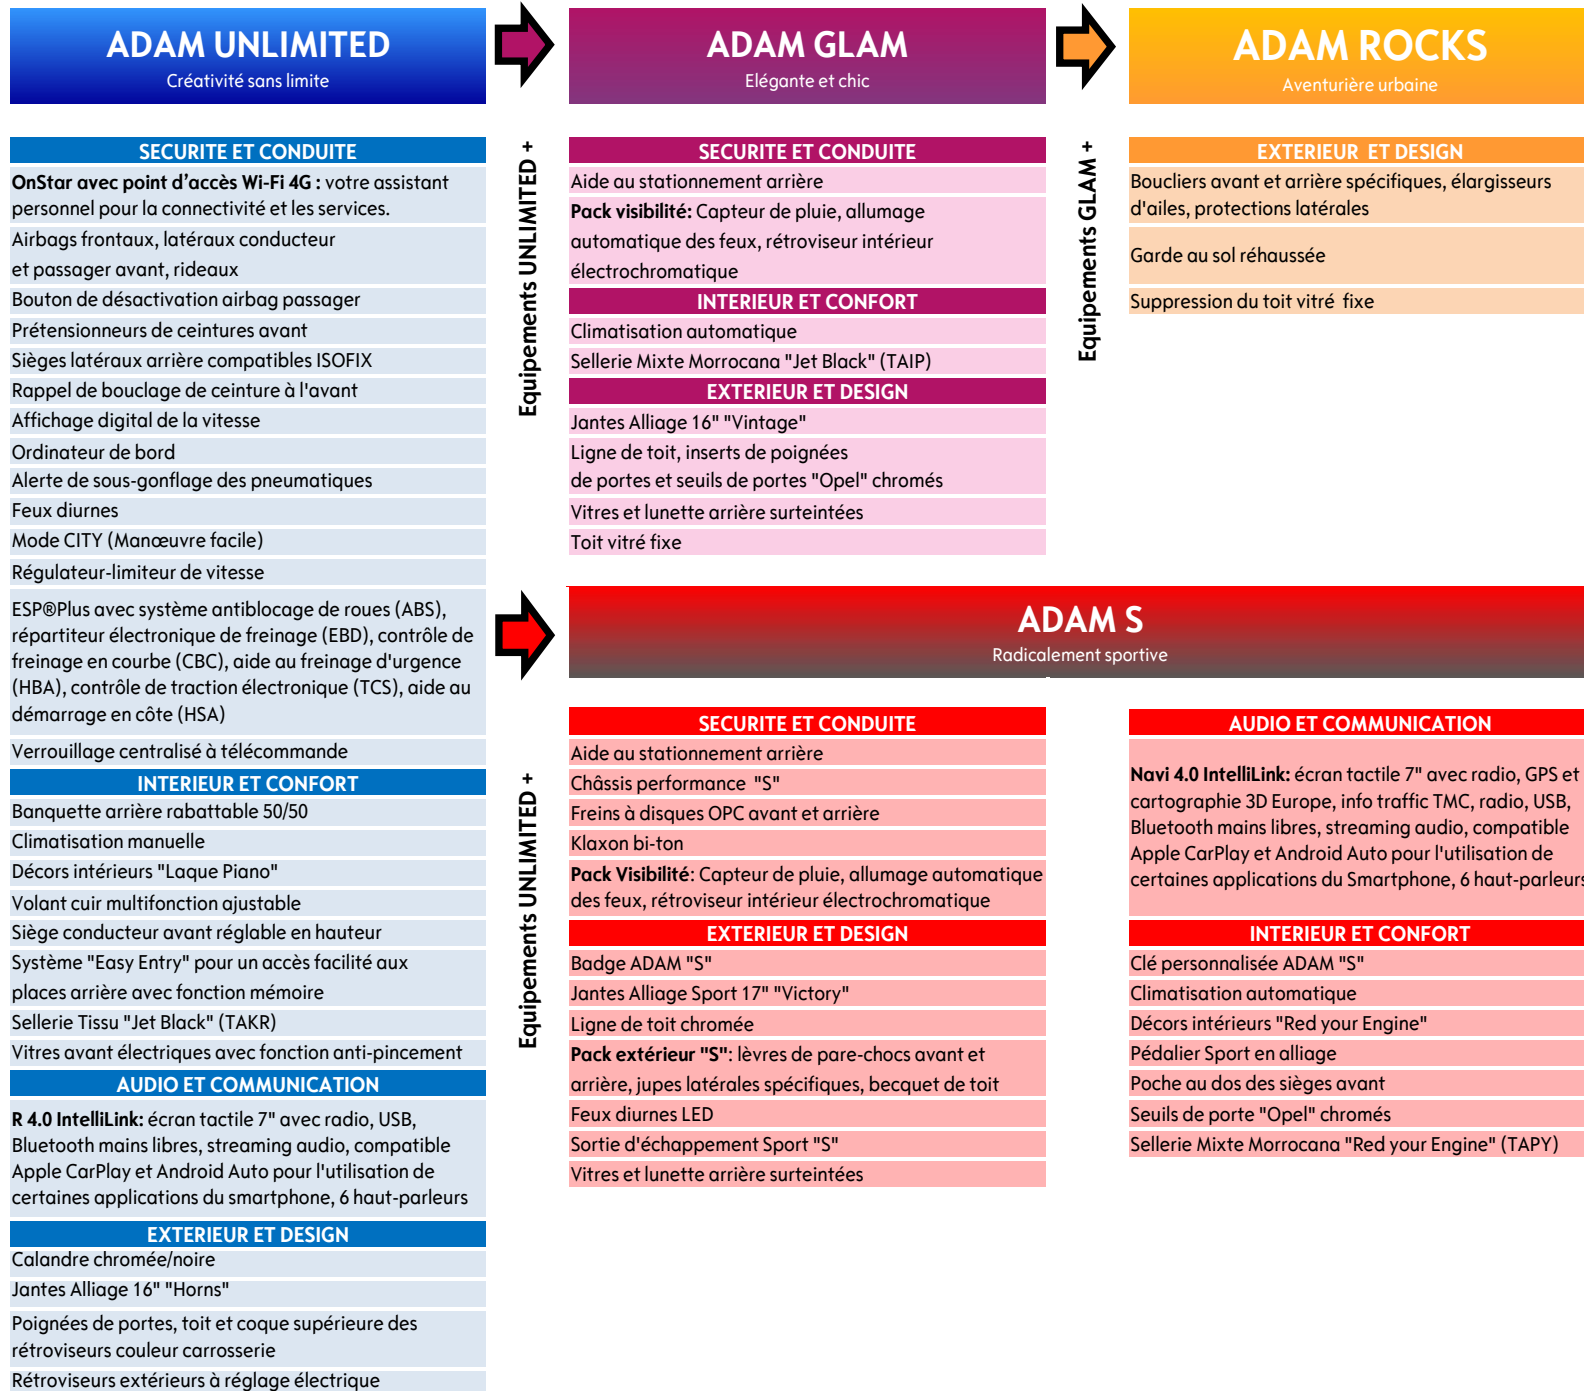 ADAM UNLIMITED
Créativité sans limite
SECURITE ET CONDUITE
OnStar avec point d'accès Wi-Fi 4G : votre assistant
personnel pour la connectivité et les services.
Airbags frontaux, latéraux conducteur
et passager avant, rideaux
Bouton de désactivation airbag passager
Prétensionneurs de ceintures avant
Sièges latéraux arrière compatibles ISOFIX
Rappel de bouclage de ceinture à l'avant
Affichage digital de la vitesse
Ordinateur de bord
Alerte de sous-gonflage des pneumatiques
Feux diurnes
Mode CITY (Manœuvre facile)
Régulateur-limiteur de vitesse
ESP®Plus avec système antiblocage de roues (ABS),
répartiteur électronique de freinage (EBD), contrôle de
freinage en courbe (CBC), aide au freinage d'urgence
(HBA), contrôle de traction électronique (TCS), aide au
démarrage en côte (HSA)
Verrouillage centralisé à télécommande
INTERIEUR ET CONFORT
Banquette arrière rabattable 50/50
Climatisation manuelle
Décors intérieurs "Laque Piano"
Volant cuir multifonction ajustable
Siège conducteur avant réglable en hauteur
Système "Easy Entry" pour un accès facilité aux
places arrière avec fonction mémoire
Sellerie Tissu "Jet Black" (TAKR)
Vitres avant électriques avec fonction anti-pincement
AUDIO ET COMMUNICATION
R 4.0 IntelliLink: écran tactile 7" avec radio, USB,
Bluetooth mains libres, streaming audio, compatible
Apple CarPlay et Android Auto pour l'utilisation de
certaines applications du smartphone, 6 haut-parleurs
EXTERIEUR ET DESIGN
Calandre chromée/noire
Jantes Alliage 16" "Horns"
Poignées de portes, toit et coque supérieure des
rétroviseurs couleur carrosserie
Rétroviseurs extérieurs à réglage électrique
Equipements UNLIMITED +
ADAM GLAM
Elégante et chic
SECURITE ET CONDUITE
Aide au stationnement arrière
Pack visibilité: Capteur de pluie, allumage
automatique des feux, rétroviseur intérieur
électrochromatique
INTERIEUR ET CONFORT
Climatisation automatique
Sellerie Mixte Morrocana "Jet Black" (TAIP)
EXTERIEUR ET DESIGN
Jantes Alliage 16" "Vintage"
Ligne de toit, inserts de poignées
de portes et seuils de portes "Opel" chromés
Vitres et lunette arrière surteintées
Toit vitré fixe
Equipements GLAM +
ADAM ROCKS
Aventurière urbaine
EXTERIEUR ET DESIGN
Boucliers avant et arrière spécifiques, élargisseurs
d'ailes, protections latérales
Garde au sol réhaussée
Suppression du toit vitré fixe
Equipements UNLIMITED +
ADAM S
Radicalement sportive
SECURITE ET CONDUITE
Aide au stationnement arrière
Châssis performance "S"
Freins à disques OPC avant et arrière
Klaxon bi-ton
Pack Visibilité: Capteur de pluie, allumage automatique
des feux, rétroviseur intérieur électrochromatique
EXTERIEUR ET DESIGN
Badge ADAM "S"
Jantes Alliage Sport 17" "Victory"
Ligne de toit chromée
Pack extérieur "S": lèvres de pare-chocs avant et
arrière, jupes latérales spécifiques, becquet de toit
Feux diurnes LED
Sortie d'échappement Sport "S"
Vitres et lunette arrière surteintées
AUDIO ET COMMUNICATION
Navi 4.0 IntelliLink: écran tactile 7" avec radio, GPS et
cartographie 3D Europe, info traffic TMC, radio, USB,
Bluetooth mains libres, streaming audio, compatible
Apple CarPlay et Android Auto pour l'utilisation de
certaines applications du Smartphone, 6 haut-parleurs
INTERIEUR ET CONFORT
Clé personnalisée ADAM "S"
Climatisation automatique
Décors intérieurs "Red your Engine"
Pédalier Sport en alliage
Poche au dos des sièges avant
Seuils de porte "Opel" chromés
Sellerie Mixte Morrocana "Red your Engine" (TAPY)